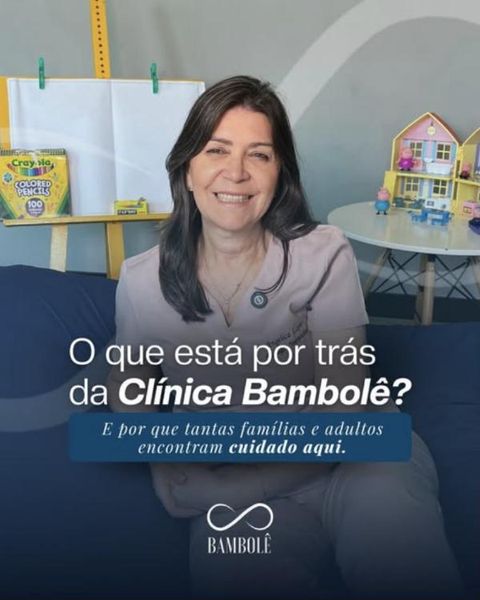 Crayola
COLORED
PENCILS
100
O que está por trás
da Clínica Bambolê?
E por que tantas famílias e adultos
encontram cuidado aqui.
BAMBOLÊ